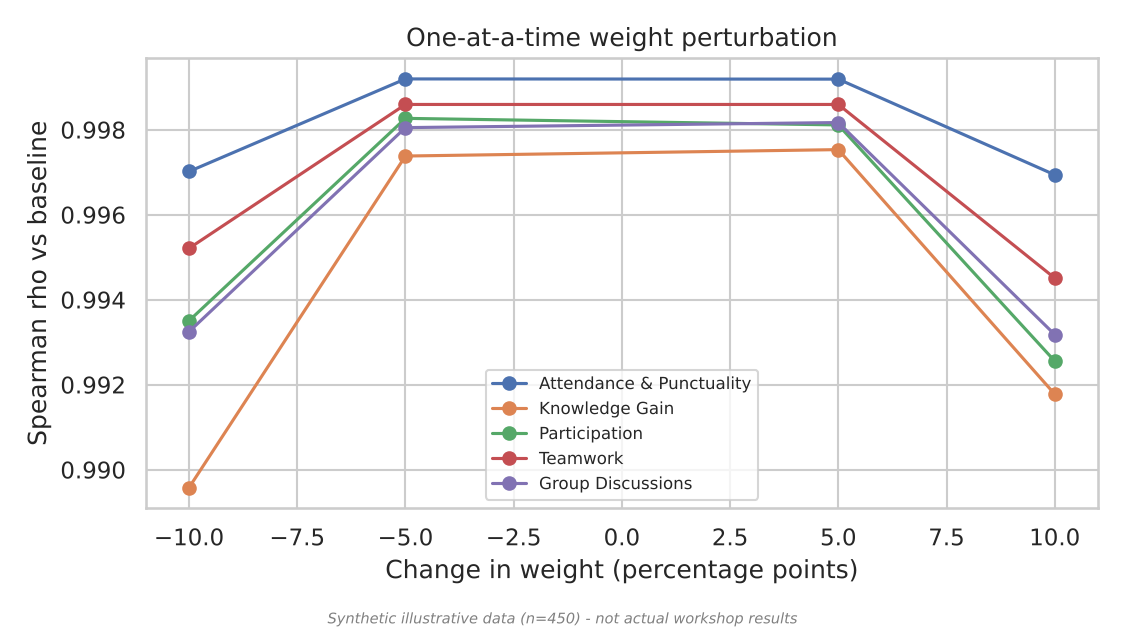 One-at-a-time weight perturbation
Spearman rho vs baseline
0.998
0.996
0.994
0.992
0.990
Attendance & Punctuality
Knowledge Gain
Participation
Teamwork
Group Discussions
−10.0 −7.5 −5.0 −2.5 0.0 2.5 5.0 7.5 10.0
Change in weight (percentage points)
Synthetic illustrative data (n=450) - not actual workshop results